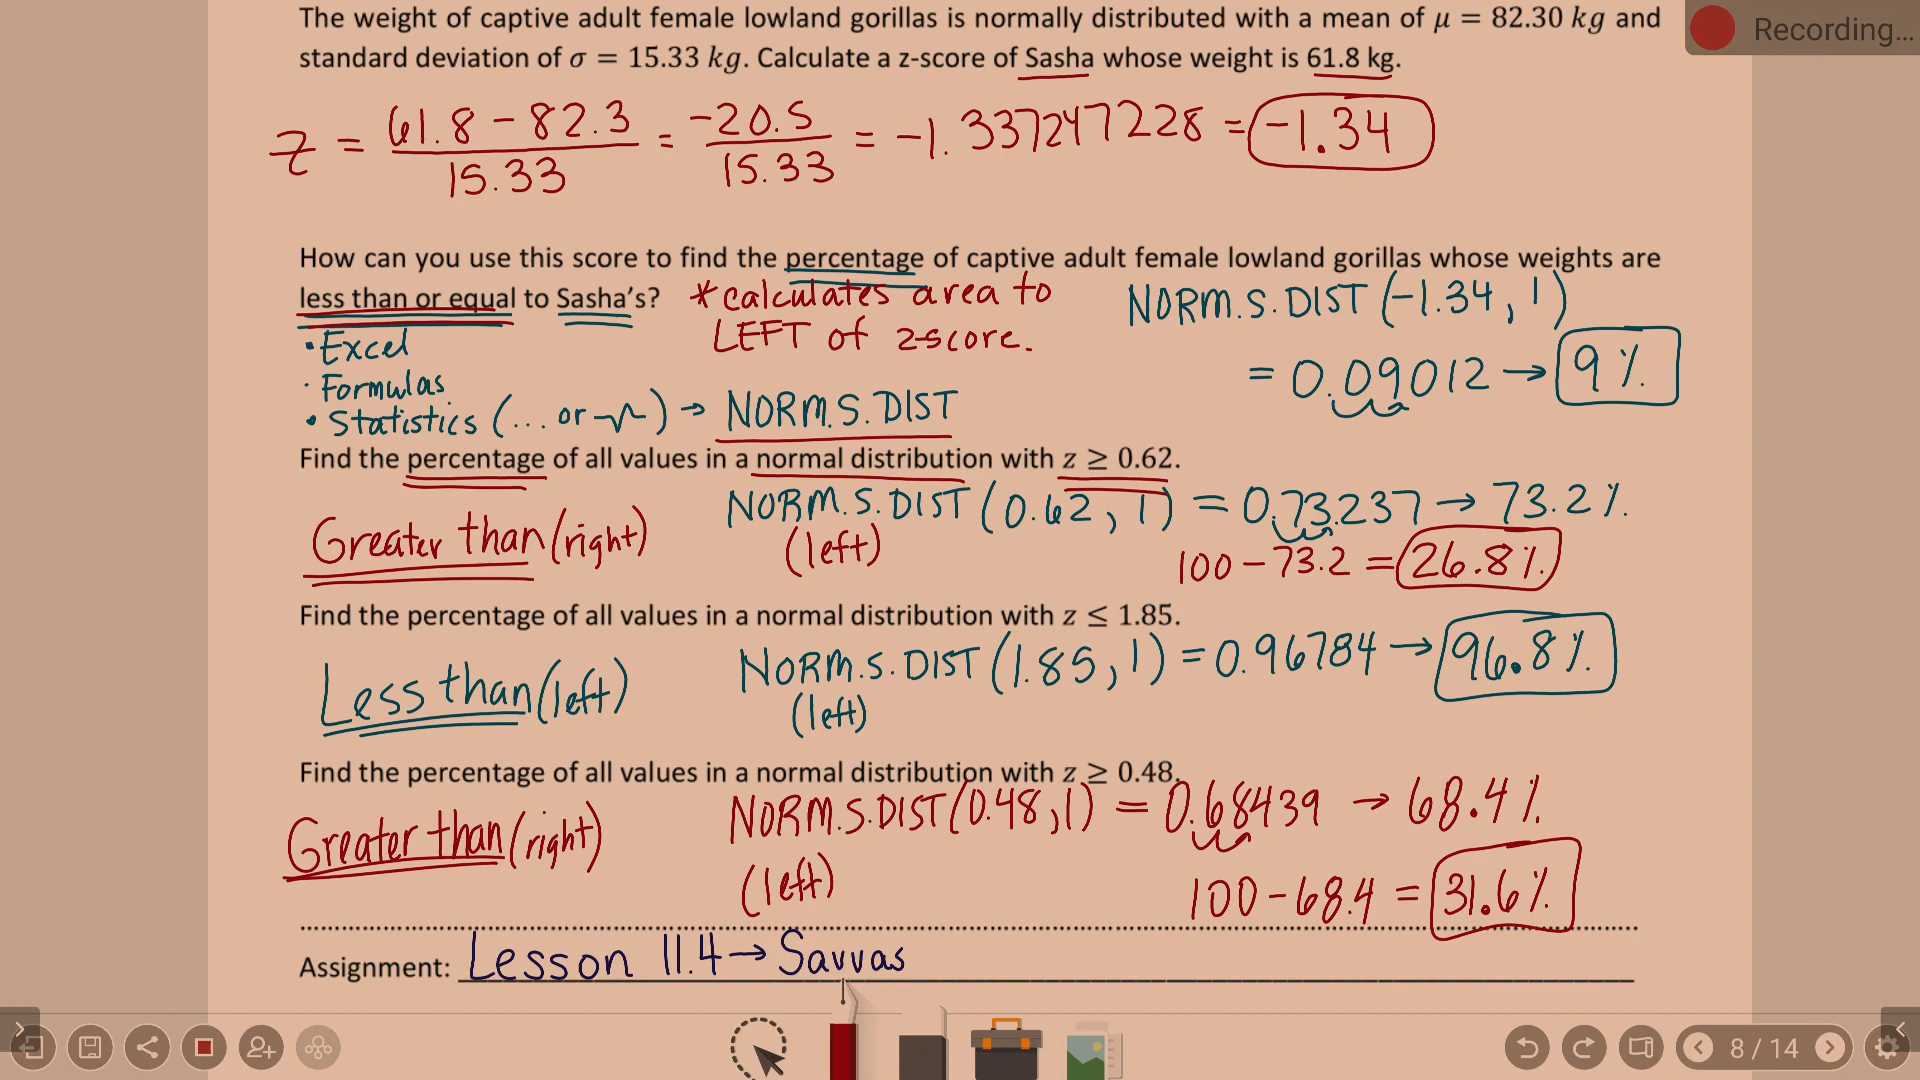 The weight of captive adult female lowland gorillas is normally distributed with a mean of μ = 82.30 kg and
Recording...
standard deviation of σ = 15.33 kg. Calculate a z-score of Sasha whose weight is 61.8 kg.
z = (61.8 - 82.3)/15.33 = -20.5/15.33 = -1.337247228 = -1.34
How can you use this score to find the percentage of captive adult female lowland gorillas whose weights are
less than or equal to Sasha's?
*calculates area to
LEFT of z-score.
NORM.S.DIST (-1.34, 1)
= 0.09012 → 9%
• Excel
• Formulas
• Statistics (... or ) → NORM.S.DIST
Find the percentage of all values in a normal distribution with z ≥ 0.62.
Greater than (right)
NORM.S.DIST (0.62, 1) = 0.73237 → 73.2%
(left)
100 - 73.2 = 26.8%
Find the percentage of all values in a normal distribution with z ≤ 1.85.
Less than (left)
NORM.S.DIST (1.85, 1) = 0.96784 → 96.8%
(left)
Find the percentage of all values in a normal distribution with z ≥ 0.48.
Greater than (right)
NORM.S.DIST (0.48, 1) = 0.68439 → 68.4%
(left)
100 - 68.4 = 31.6%
Assignment: Lesson 11.4 → Savvas
8 / 14